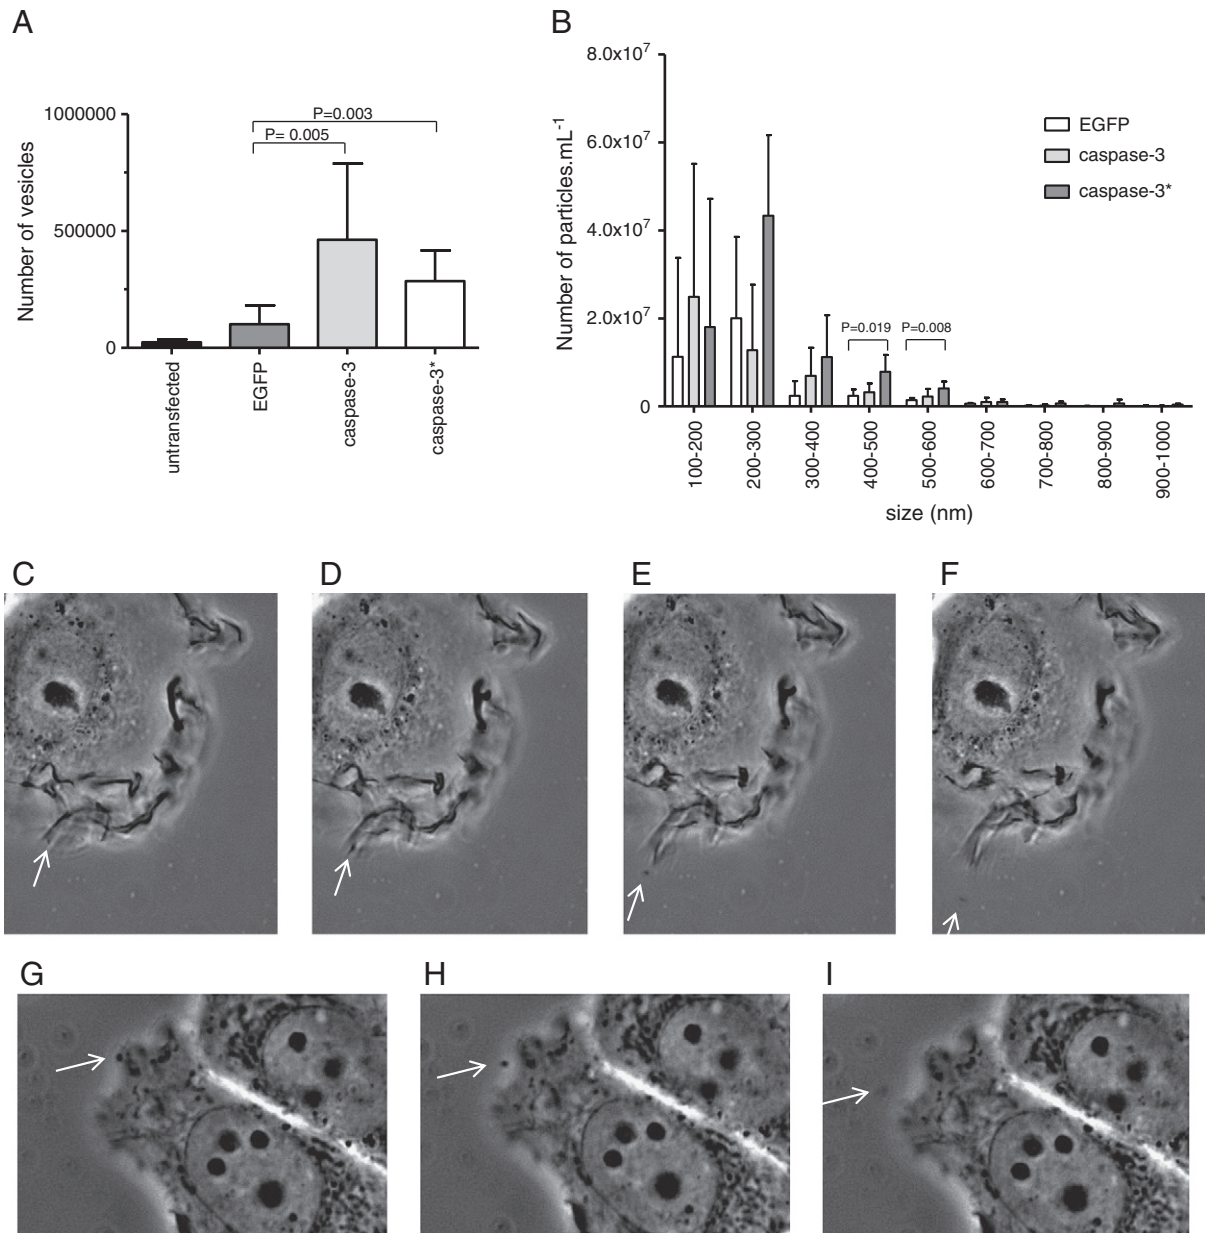 A
Number of vesicles
1000000
500000
0
P=0.003
P= 0.005
untransfected
EGFP
caspase-3
caspase-3*
B
Number of particles.mL-1
8.0x10⁷
6.0x10⁷
4.0x10⁷
2.0x10⁷
0
EGFP
caspase-3
caspase-3*
P=0.019
P=0.008
100-200
200-300
300-400
400-500
500-600
600-700
700-800
800-900
900-1000
size (nm)
C
D
E
F
G
H
I